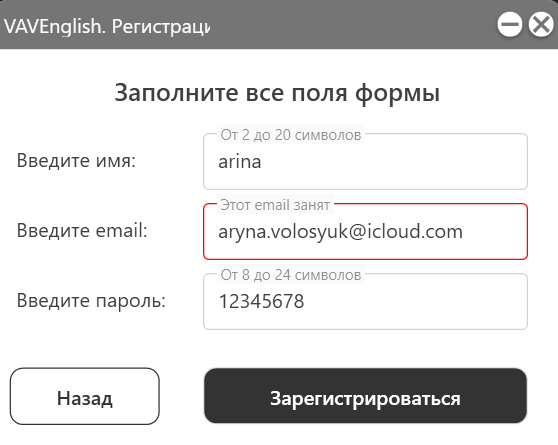 VAVEnglish. Регистраци
Заполните все поля формы
От 2 до 20 символов
Введите имя: arina
Этот email занят
Введите email: aryna.volosyuk@icloud.com
От 8 до 24 символов
Введите пароль: 12345678
Назад Зарегистрироваться